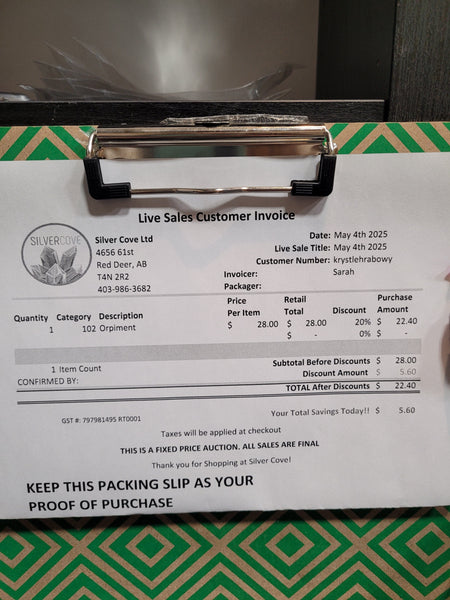 Live Sales Customer Invoice
SILVERCOVE
Silver Cove Ltd
4656 61st
Red Deer, AB
T4N 2R2
403-986-3682
Date: May 4th 2025
Live Sale Title: May 4th 2025
Customer Number: krystlehrabowy
Invoicer: Sarah
Packager:
Quantity Category Description Price Per Item Retail Total Discount Purchase Amount
1 102 Orpiment $ 28.00 $ 28.00 20% $ 22.40
$ - 0% $ -
1 Item Count Subtotal Before Discounts $ 28.00
CONFIRMED BY: Discount Amount $ 5.60
TOTAL After Discounts $ 22.40
GST #: 797981495 RT0001 Your Total Savings Today!! $ 5.60
Taxes will be applied at checkout
THIS IS A FIXED PRICE AUCTION. ALL SALES ARE FINAL
Thank you for Shopping at Silver Cove!
KEEP THIS PACKING SLIP AS YOUR
PROOF OF PURCHASE